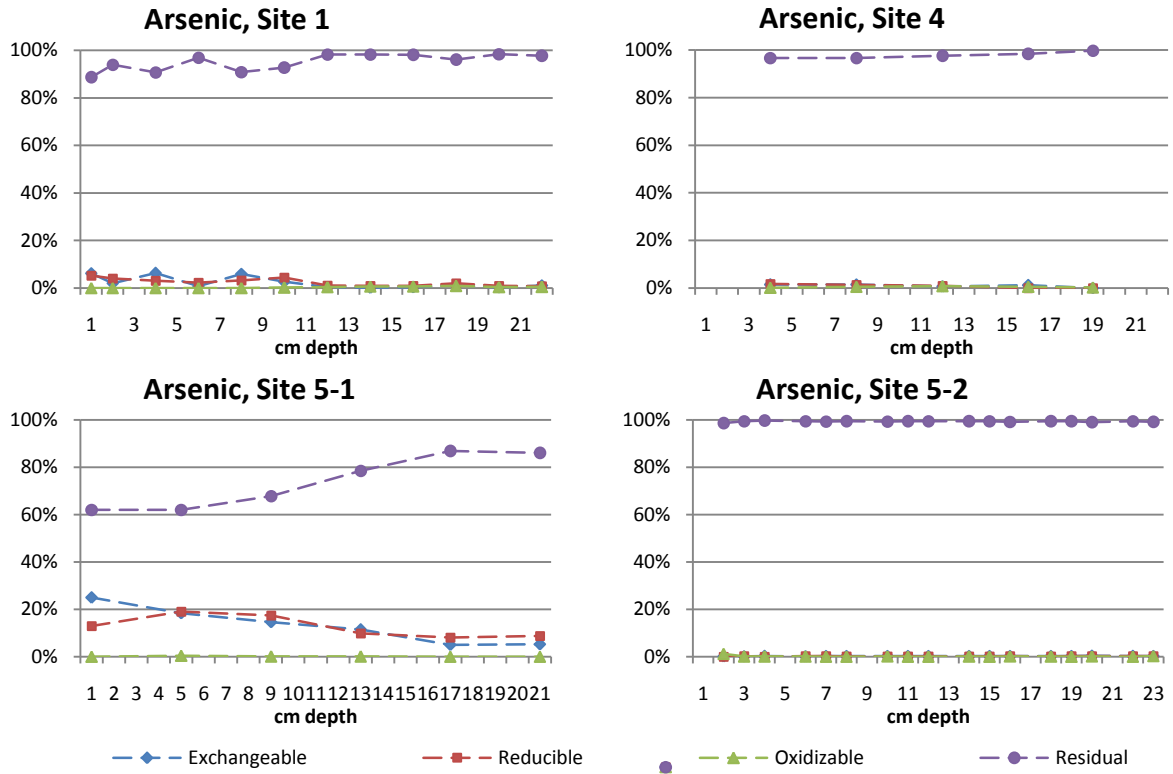 Arsenic, Site 1
100%
80%
60%
40%
20%
0%
1 3 5 7 9 11 13 15 17 19 21
cm depth
Arsenic, Site 4
100%
80%
60%
40%
20%
0%
1 3 5 7 9 11 13 15 17 19 21
cm depth
Arsenic, Site 5-1
100%
80%
60%
40%
20%
0%
1 2 3 4 5 6 7 8 9 10 11 12 13 14 15 16 17 18 19 20 21
cm depth
Arsenic, Site 5-2
100%
80%
60%
40%
20%
0%
1 3 5 7 9 11 13 15 17 19 21 23
cm depth
Exchangeable Reducible Oxidizable Residual